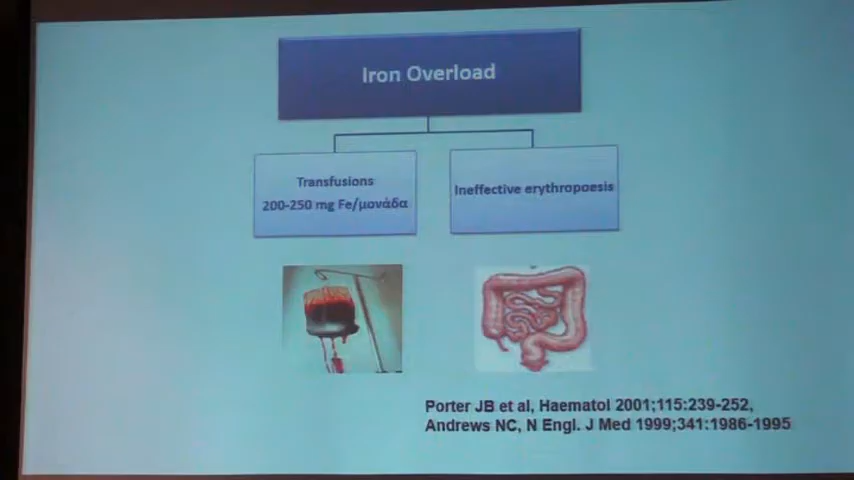 Iron Overload
Transfusions
200-250 mg Fe/μονάδα
Ineffective erythropoesis
Porter JB et al, Haematol 2001;115:239-252,
Andrews NC, N Engl. J Med 1999;341:1986-1995